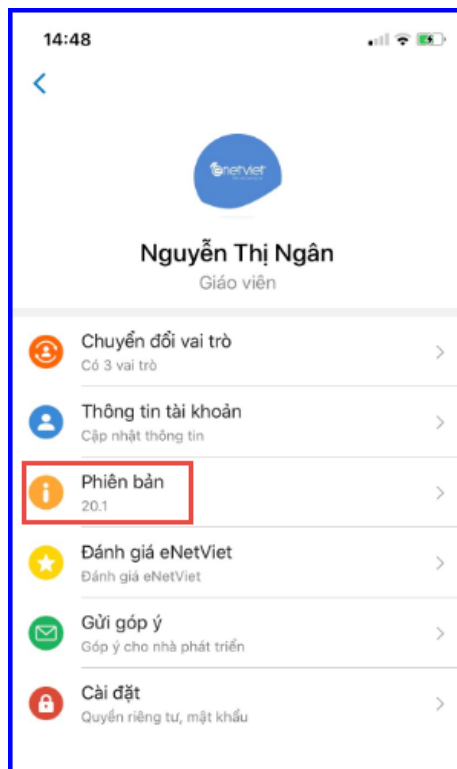 14:48
enetviet
Nguyễn Thị Ngân
Giáo viên
Chuyển đổi vai trò
Có 3 vai trò
Thông tin tài khoản
Cập nhật thông tin
Phiên bản
20.1
Đánh giá eNetViet
Đánh giá eNetViet
Gửi góp ý
Góp ý cho nhà phát triển
Cài đặt
Quyền riêng tư, mật khẩu